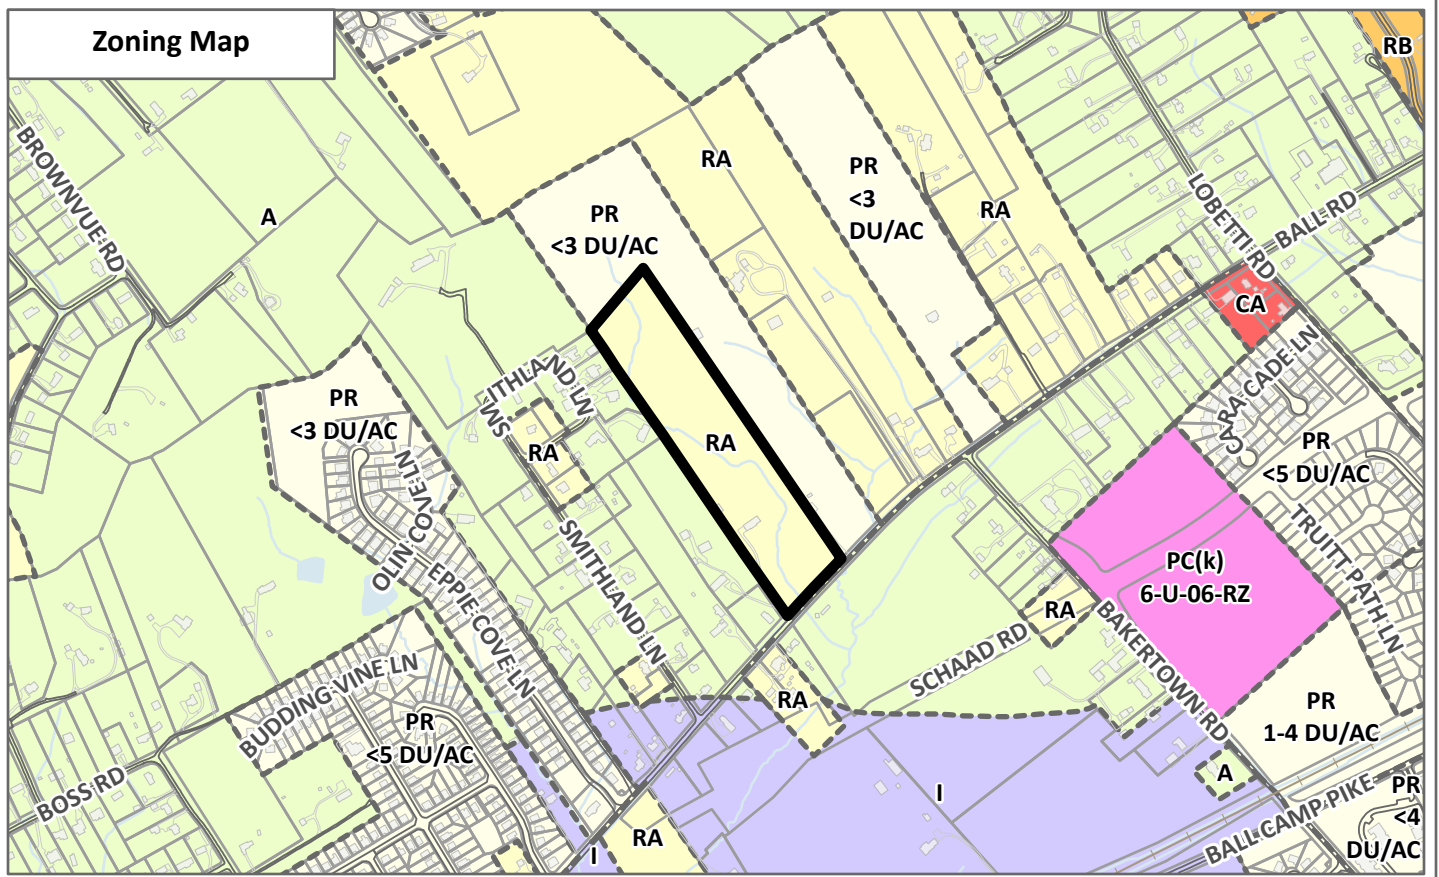 Zoning Map
RB
BROWNVUE RD
A
RA
PR
<3
DU/AC
LOBETTI RD
BALL RD
RA
PR
<3 DU/AC
CA
CARA CADE LN
SMITHLAND LN
PR
<3 DU/AC
RA
RA
PR
<5 DU/AC
OLIN COVE LN
EPPIE COVE LN
SMITHLAND LN
TRUITT PATH LN
PC(k)
6-U-06-RZ
RA
BAKERTOWN RD
SCHAAD RD
BUDDING VINE LN
RA
PR
<5 DU/AC
PR
1-4 DU/AC
BOSS RD
I
A
BALL CAMP PIKE
PR
<4
DU/AC
RA
I